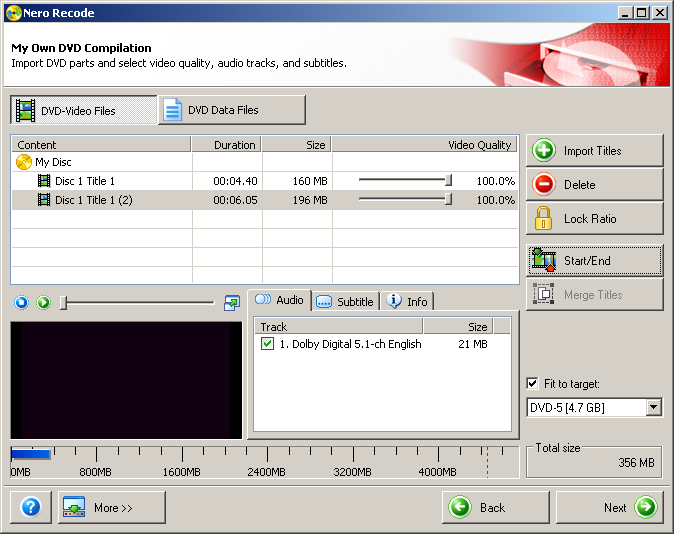 Nero Recode
My Own DVD Compilation
Import DVD parts and select video quality, audio tracks, and subtitles.
DVD-Video Files
DVD Data Files
Content Duration Size Video Quality
My Disc
Disc 1 Title 1 00:04.40 160 MB 100.0%
Disc 1 Title 1 (2) 00:06.05 196 MB 100.0%
Import Titles
Delete
Lock Ratio
Start/End
Merge Titles
Audio Subtitle Info
Track Size
1. Dolby Digital 5.1-ch English 21 MB
Fit to target:
DVD-5 [4.7 GB]
Total size
356 MB
0MB 800MB 1600MB 2400MB 3200MB 4000MB
? More >> Back Next